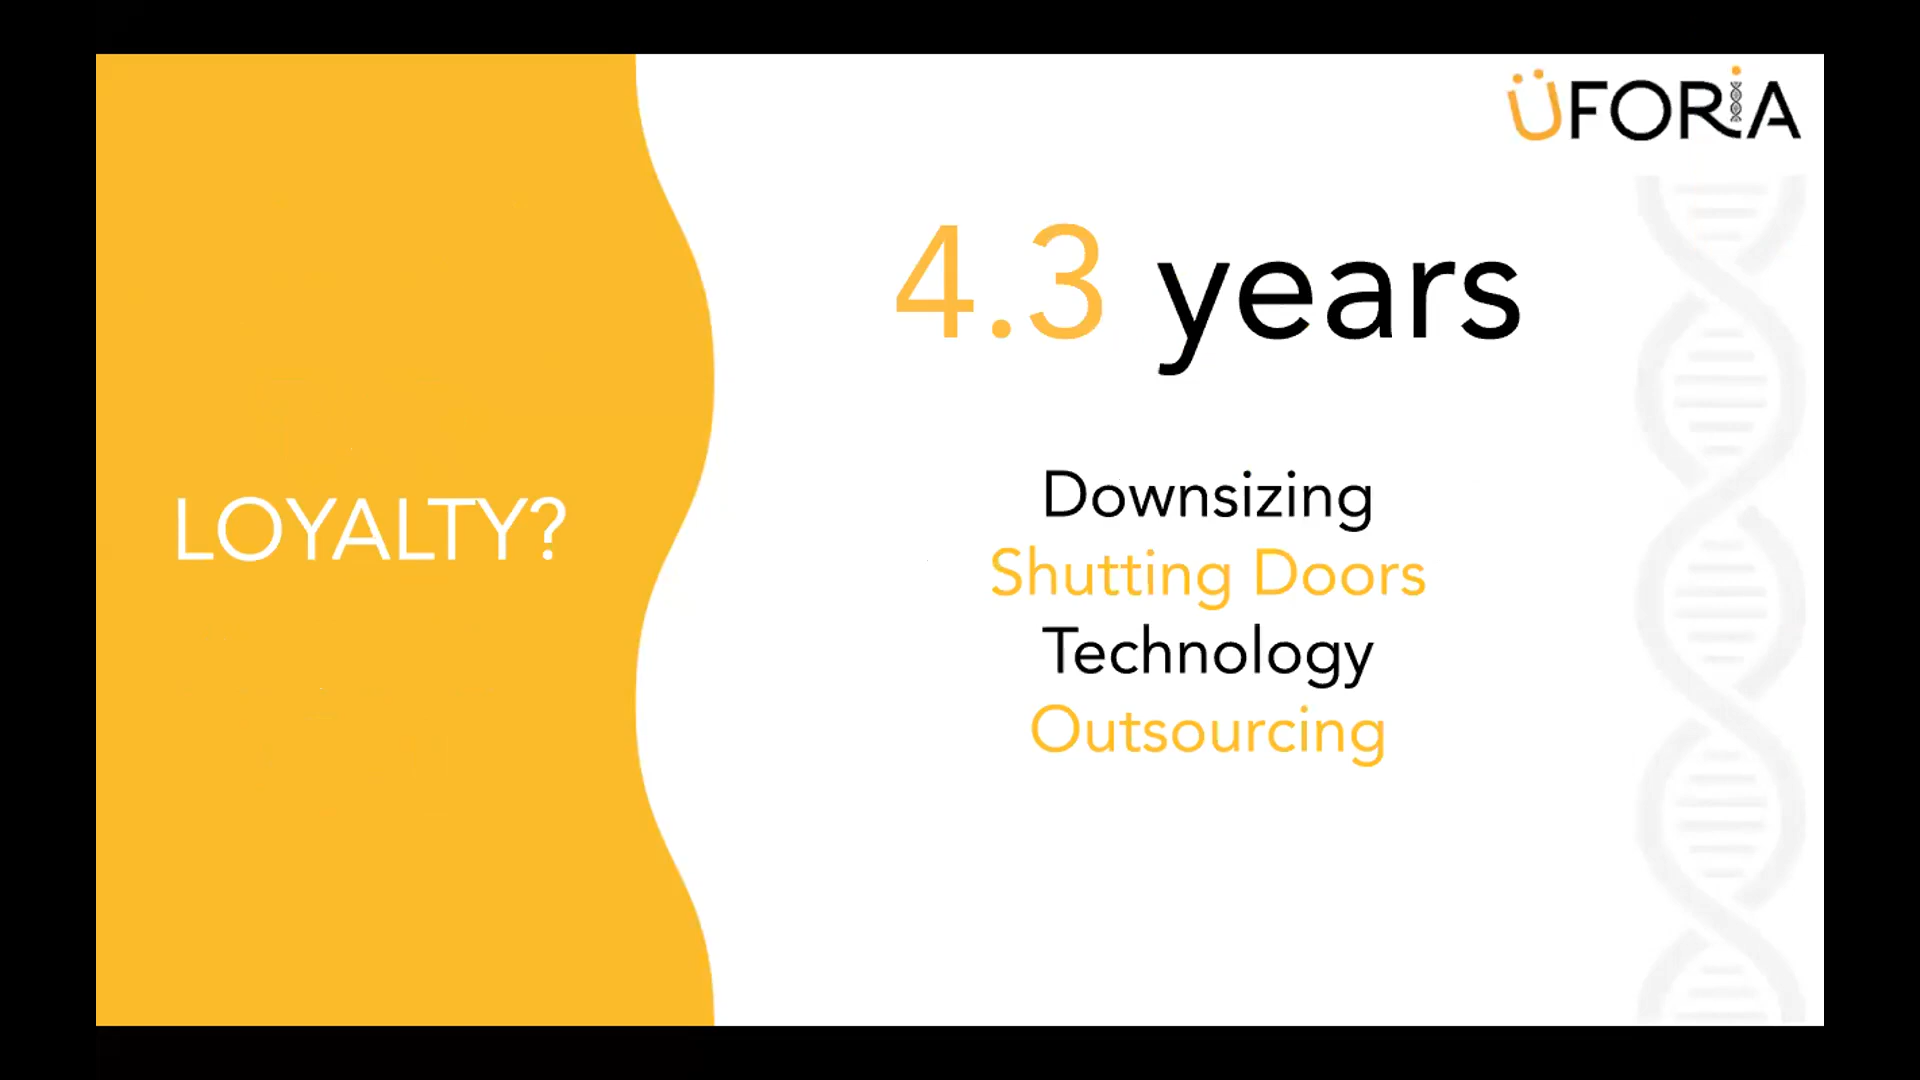 ÜFORiA
LOYALTY?
4.3 years
Downsizing
Shutting Doors
Technology
Outsourcing